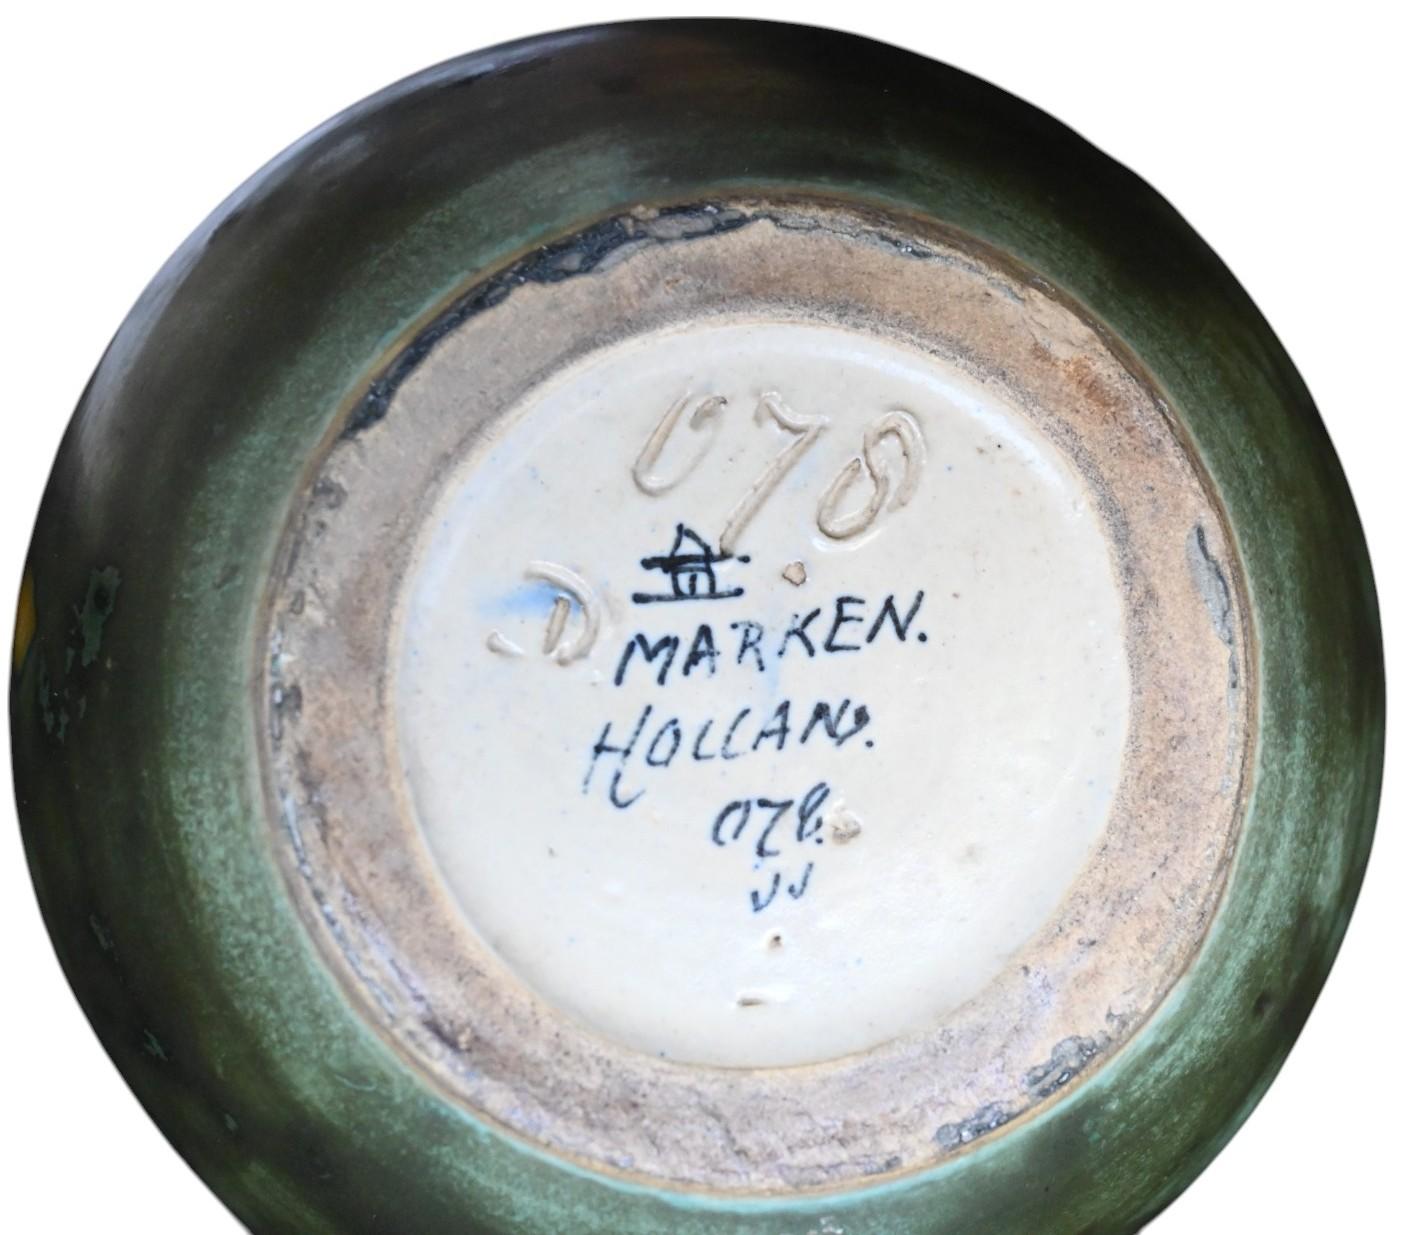 078
D
MARKEN.
HOLLAND.
078.
JJ